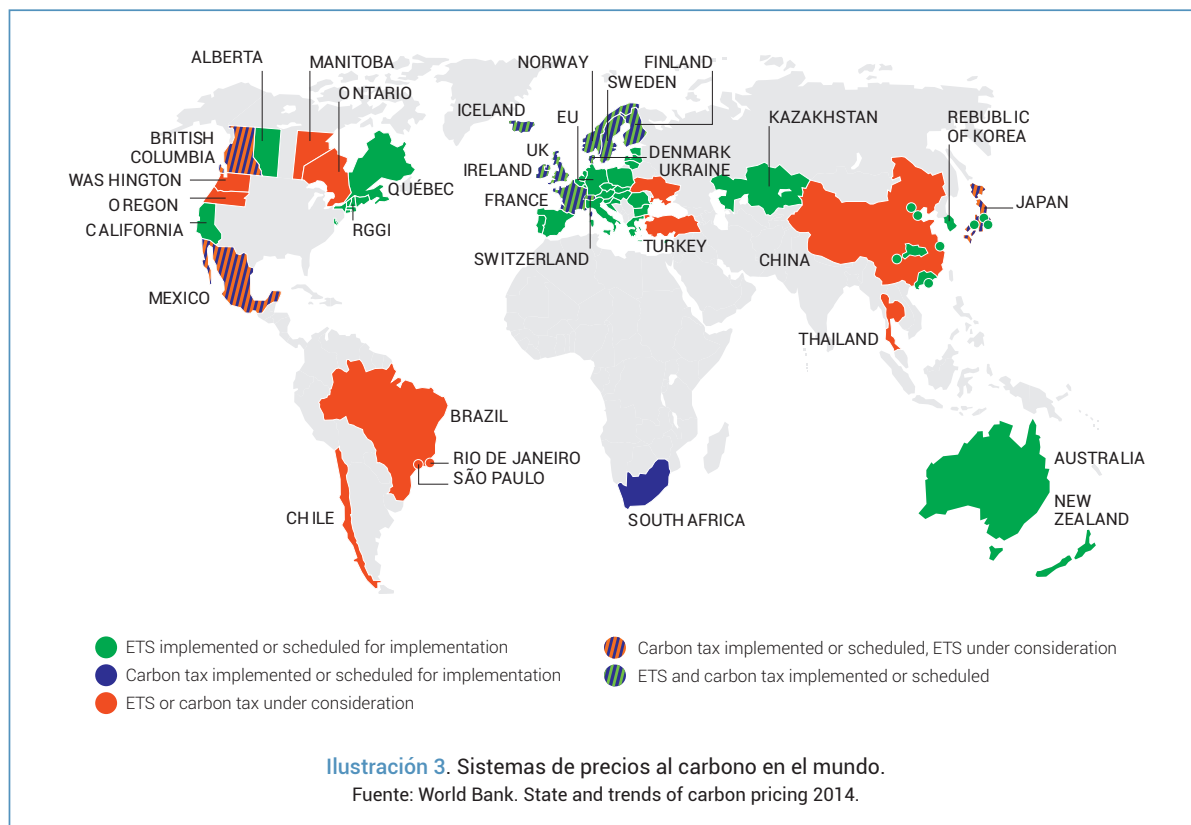 ALBERTA
MANITOBA
ONTARIO
BRITISH
COLUMBIA
WASHINGTON
OREGON
CALIFORNIA
QUÉBEC
RGGI
MEXICO
ICELAND
NORWAY
SWEDEN
FINLAND
EU
UK
IRELAND
FRANCE
DENMARK
UKRAINE
SWITZERLAND
TURKEY
KAZAKHSTAN
REBUBLIC
OF KOREA
JAPAN
CHINA
THAILAND
BRAZIL
RIO DE JANEIRO
SÃO PAULO
CHILE
SOUTH AFRICA
AUSTRALIA
NEW
ZEALAND
ETS implemented or scheduled for implementation
Carbon tax implemented or scheduled for implementation
ETS or carbon tax under consideration
Carbon tax implemented or scheduled, ETS under consideration
ETS and carbon tax implemented or scheduled
Ilustración 3. Sistemas de precios al carbono en el mundo.
Fuente: World Bank. State and trends of carbon pricing 2014.